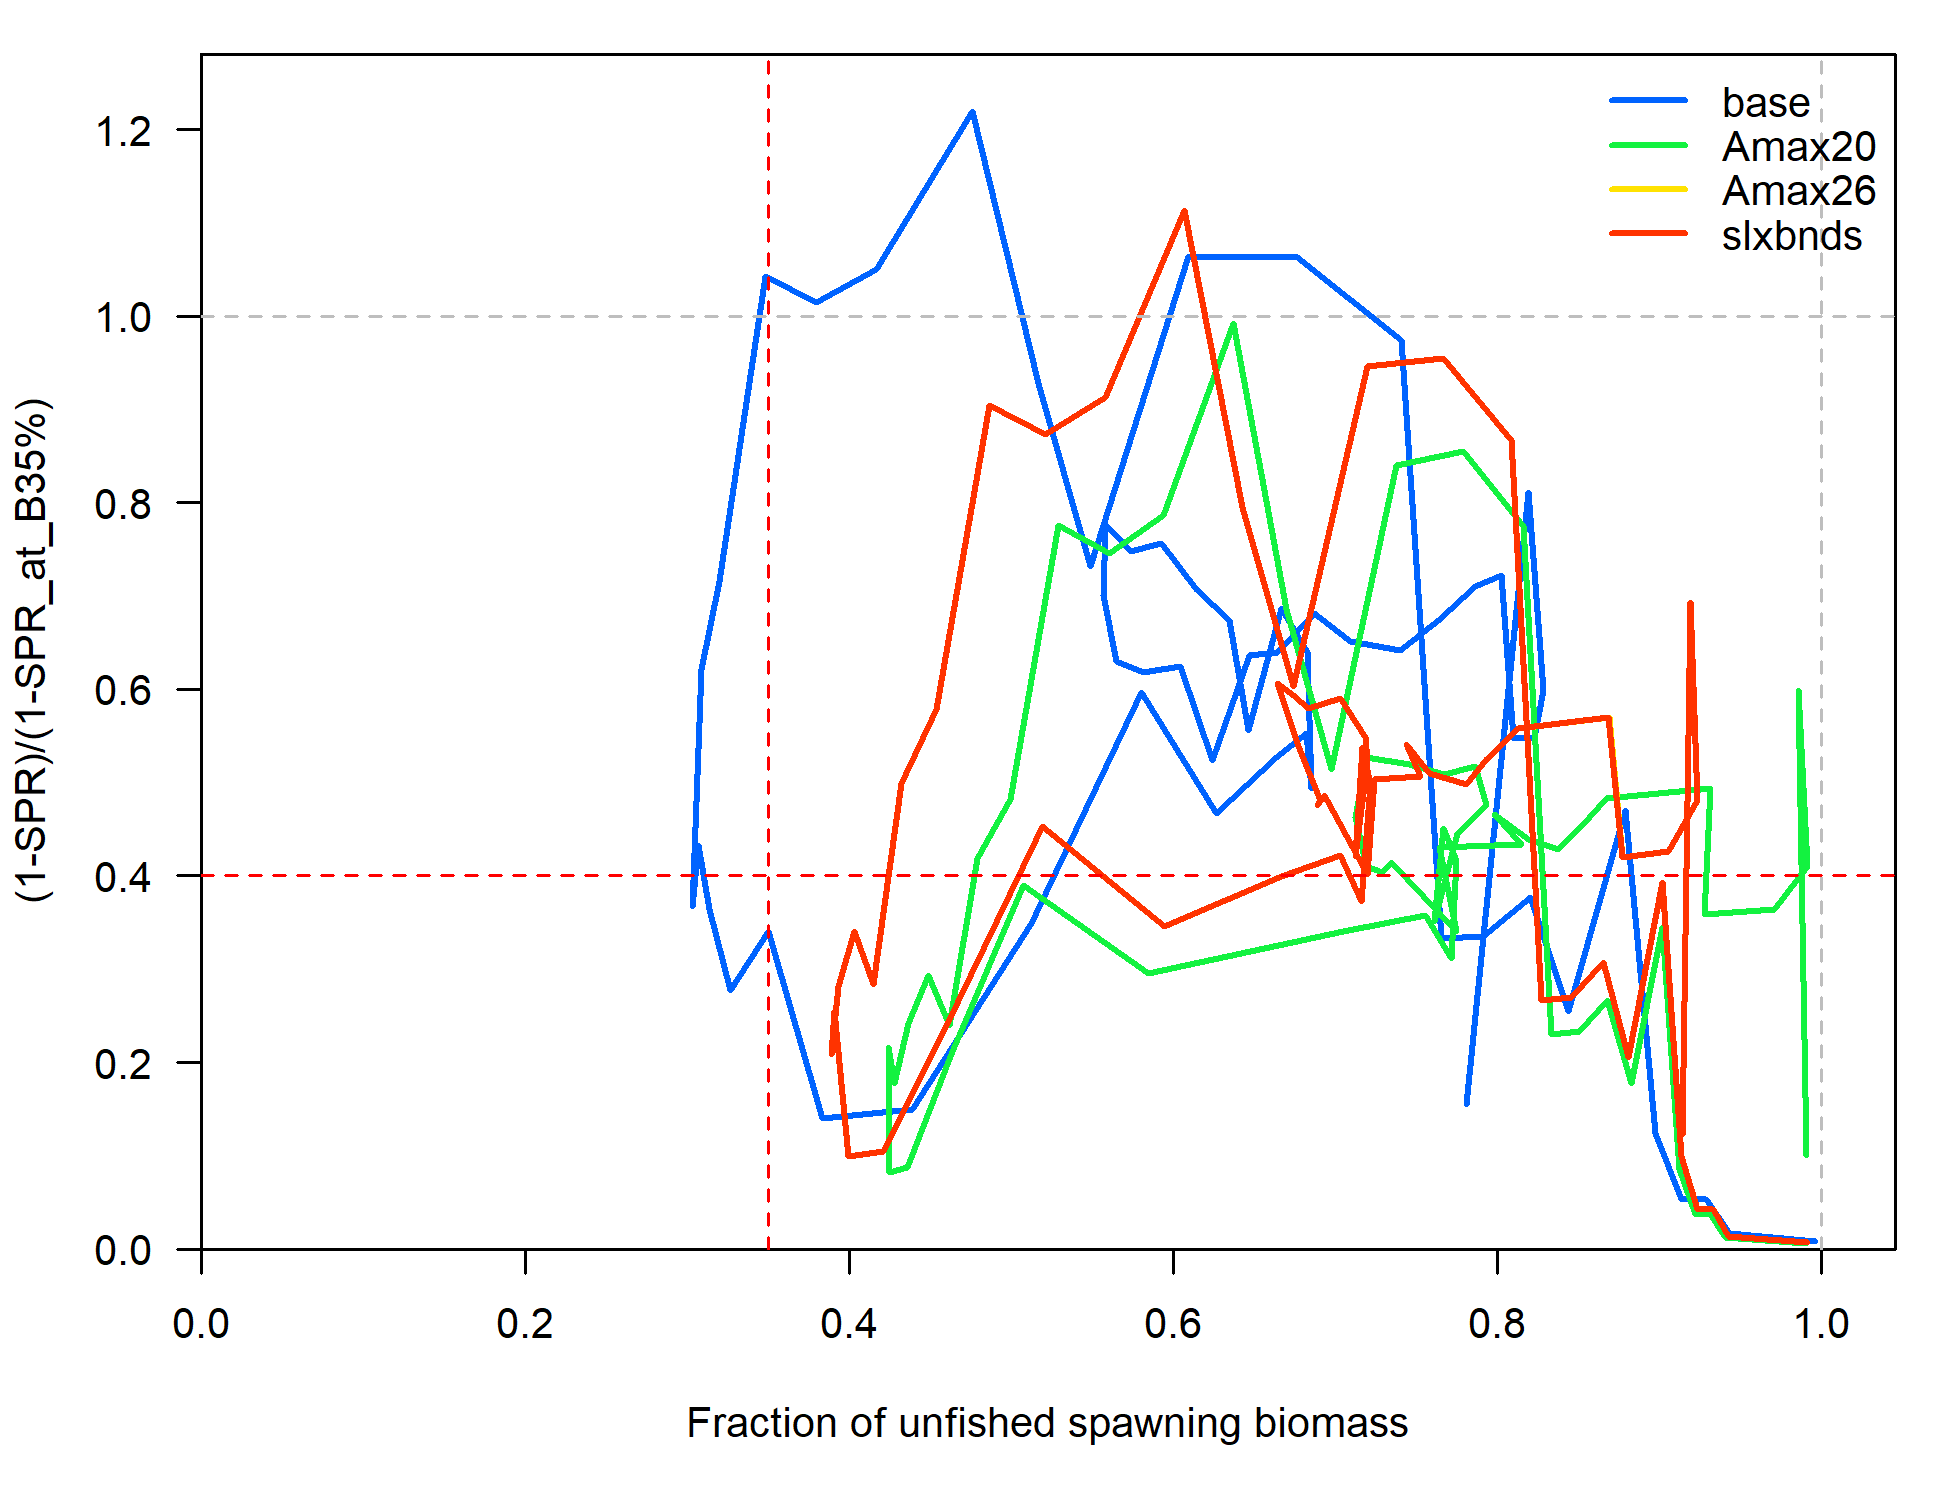 base
Amax20
Amax26
slxbnds
(1-SPR)/(1-SPR_at_B35%)
1.2
1.0
0.8
0.6
0.4
0.2
0.0
0.0 0.2 0.4 0.6 0.8 1.0
Fraction of unfished spawning biomass